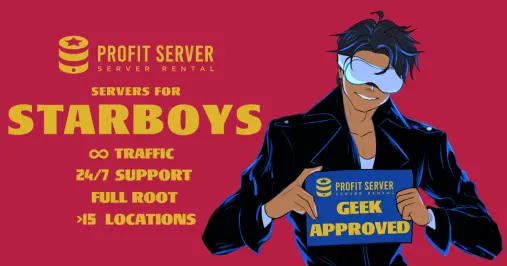 PROFIT SERVER
SERVER RENTAL
SERVERS FOR
STARBOYS
∞ TRAFFIC
24/7 SUPPORT
FULL ROOT
>15 LOCATIONS
PROFIT SERVER
SERVER RENTAL
GEEK
APPROVED